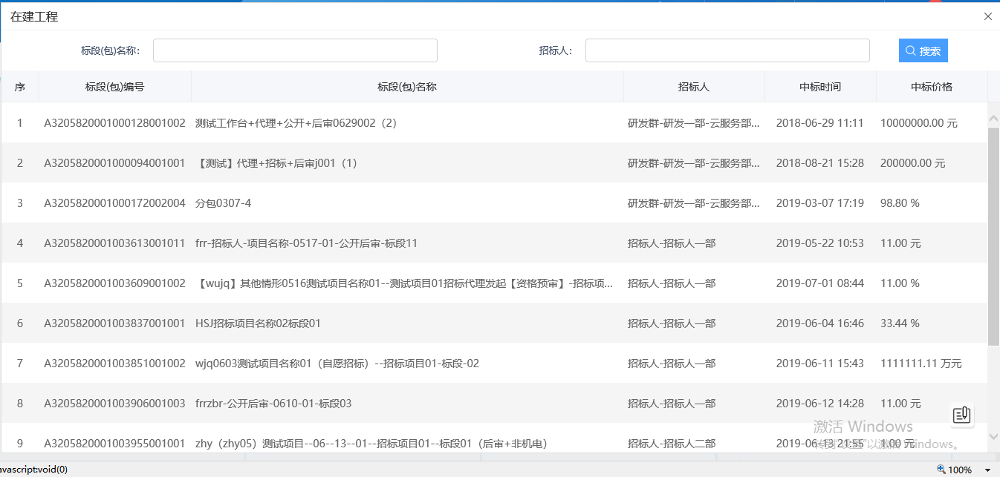 在建工程
标段(包)名称: 招标人: 搜索
序 标段(包)编号 标段(包)名称 招标人 中标时间 中标价格
1 A3205820001000128001002 测试工作台+代理+公开+后审0629002（2） 研发群-研发一部-云服务部... 2018-06-29 11:11 10000000.00 元
2 A3205820001000094001001 【测试】代理+招标+后审j001（1） 研发群-研发一部-云服务部... 2018-08-21 15:28 200000.00 元
3 A3205820001000172002004 分包0307-4 研发群-研发一部-云服务部... 2019-03-07 17:19 98.80 %
4 A3205820001003613001011 frr-招标人-项目名称-0517-01-公开后审-标段11 招标人-招标人一部 2019-05-22 10:53 11.00 元
5 A3205820001003609001002 【wujq】其他情形0516测试项目名称01--测试项目01招标代理发起【资格预审】-招标项... 招标人-招标人一部 2019-07-01 08:44 11.00 %
6 A3205820001003837001001 HSJ招标项目名称02标段01 招标人-招标人一部 2019-06-04 16:46 33.44 %
7 A3205820001003851001002 wjq0603测试项目名称01（自愿招标）--招标项目01-标段-02 招标人-招标人一部 2019-06-11 15:43 1111111.11 万元
8 A3205820001003906001003 frrzbr-公开后审-0610-01-标段03 招标人-招标人一部 2019-06-12 14:28 11.00 元
激活 Windows
9 A3205820001003955001001 zhy（zhy05）测试项目--06--13--01--招标项目01--标段01（后审+非机电） 招标人-招标人二部 2019-06-13 21:55 1.00 元
转到"设置"以激活 Windows。
avascript:void(0) 100%